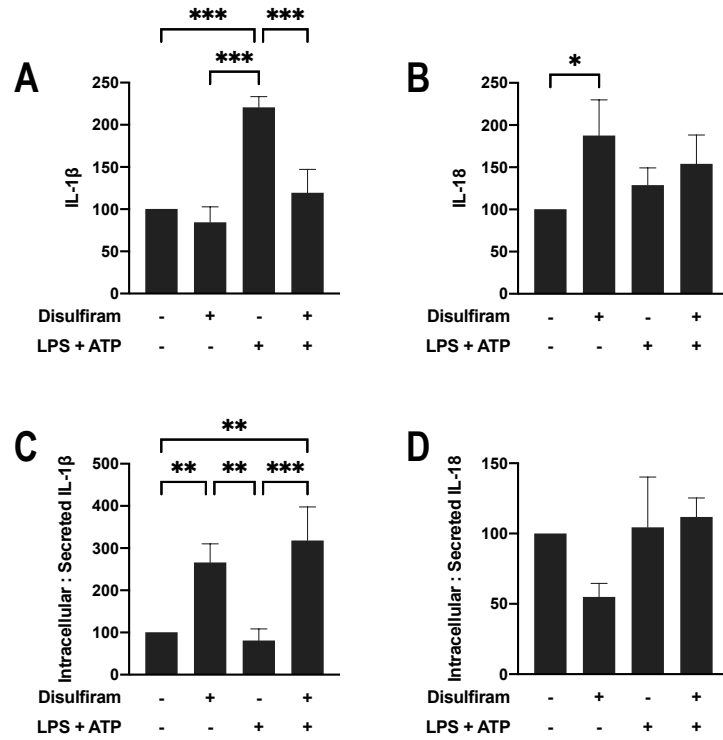 A
*** ***
***
IL-1β
250
200
150
100
50
0
Disulfiram - + - +
LPS + ATP - - + +
B
*
IL-18
250
200
150
100
50
0
Disulfiram - + - +
LPS + ATP - - + +
C
**
** ** ***
Intracellular : Secreted IL-1β
500
400
300
200
100
0
Disulfiram - + - +
LPS + ATP - - + +
D
Intracellular : Secreted IL-18
150
100
50
0
Disulfiram - + - +
LPS + ATP - - + +